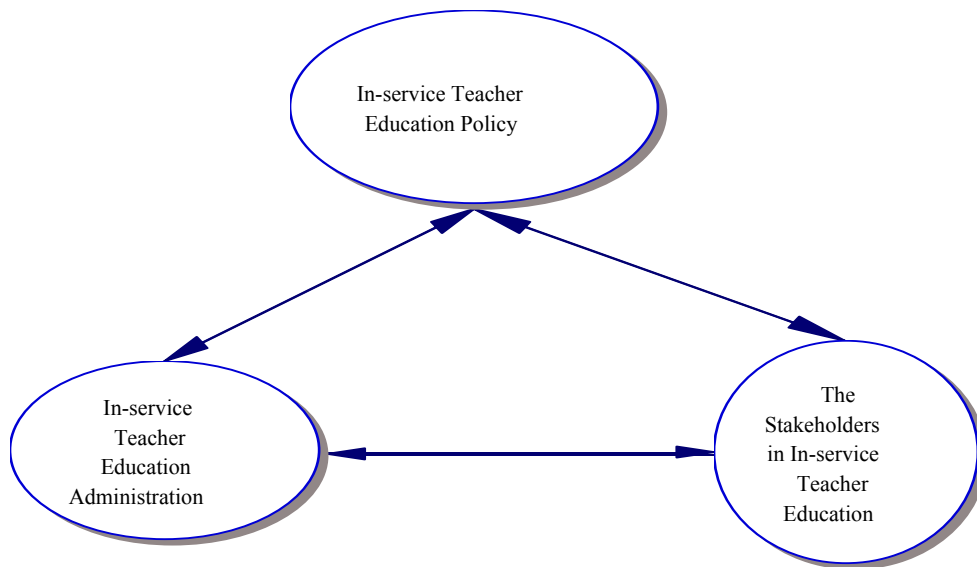 In-service Teacher
Education Policy
In-service
Teacher
Education
Administration
The
Stakeholders
in In-service
Teacher
Education